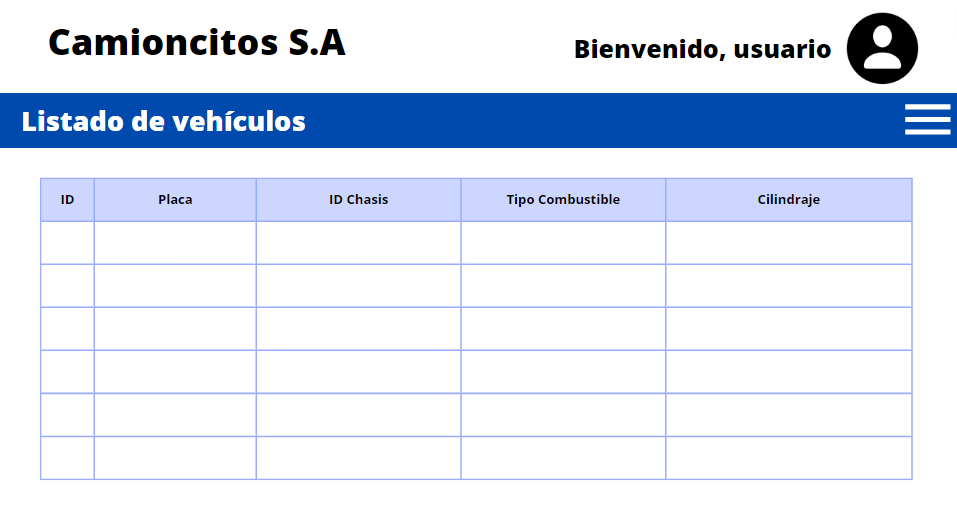 Camioncitos S.A
Bienvenido, usuario
Listado de vehículos
ID Placa ID Chasis Tipo Combustible Cilindraje